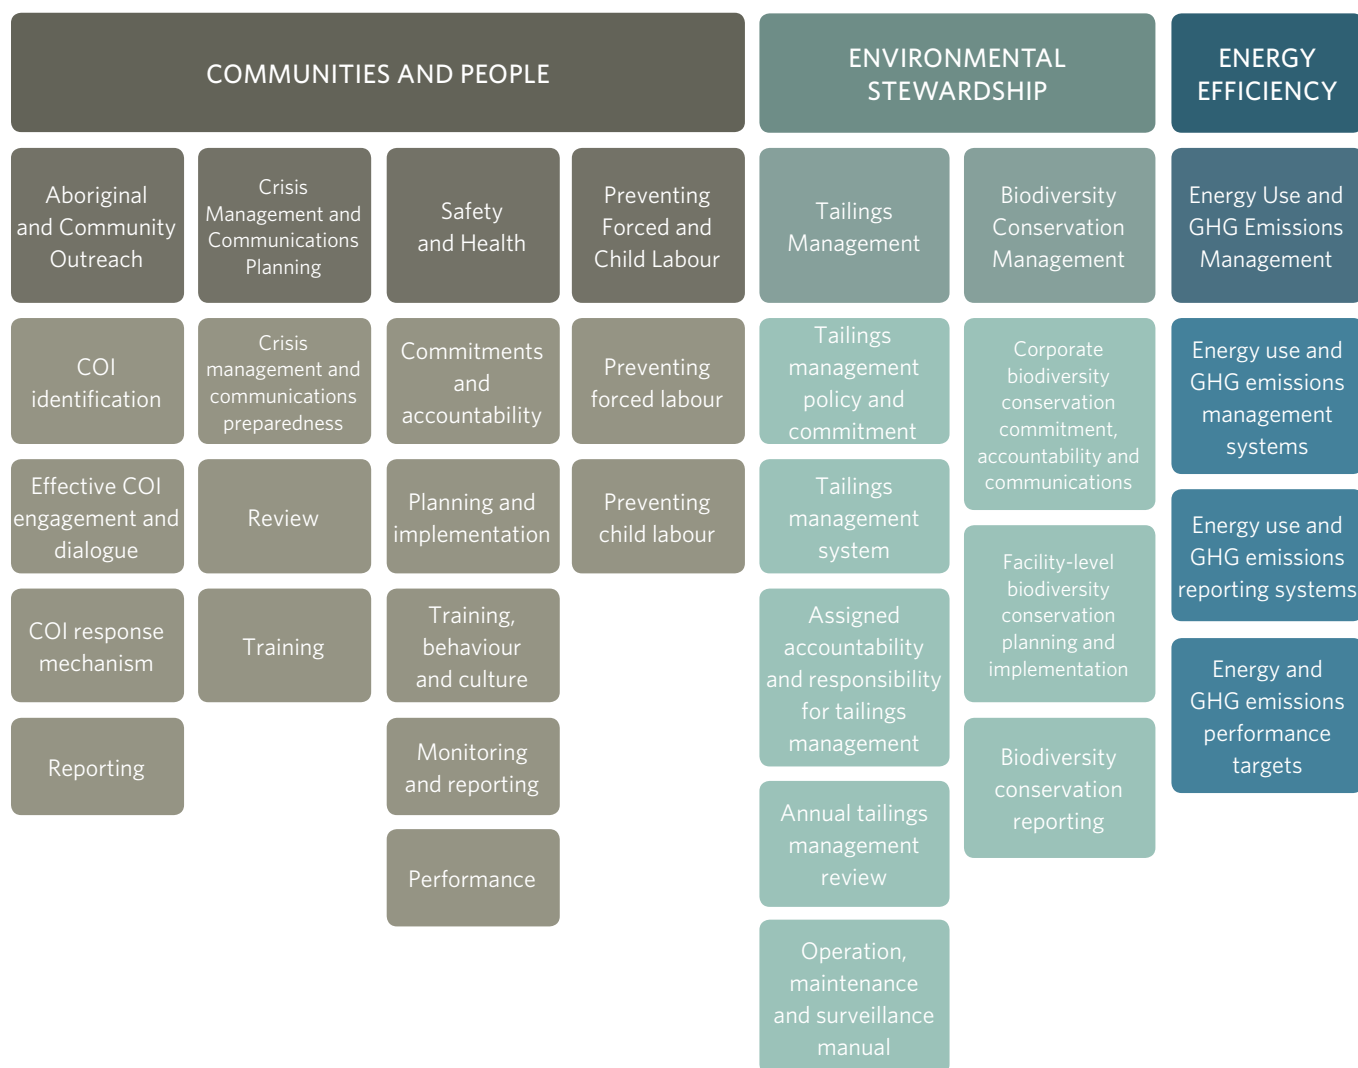 COMMUNITIES AND PEOPLE
ENVIRONMENTAL
STEWARDSHIP
ENERGY
EFFICIENCY
Aboriginal
and Community
Outreach
Crisis
Management and
Communications
Planning
Safety
and Health
Preventing
Forced and
Child Labour
Tailings
Management
Biodiversity
Conservation
Management
Energy Use and
GHG Emissions
Management
COI
identification
Crisis
management and
communications
preparedness
Commitments
and
accountability
Preventing
forced labour
Tailings
management
policy and
commitment
Corporate
biodiversity
conservation
commitment,
accountability and
communications
Energy use and
GHG emissions
management
systems
Effective COI
engagement and
dialogue
Review
Planning and
implementation
Preventing
child labour
Tailings
management
system
Facility-level
biodiversity
conservation
planning and
implementation
Energy use and
GHG emissions
reporting systems
COI response
mechanism
Training
Training,
behaviour
and culture
Assigned
accountability
and responsibility
for tailings
management
Biodiversity
conservation
reporting
Energy and
GHG emissions
performance
targets
Reporting
Monitoring
and reporting
Annual tailings
management
review
Performance
Operation,
maintenance
and surveillance
manual